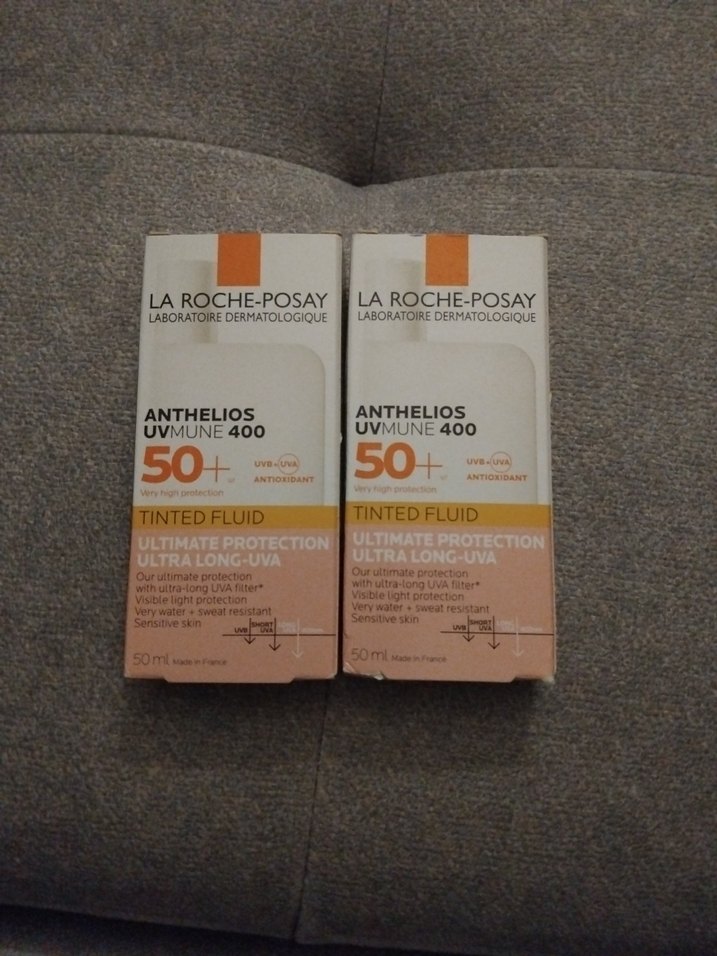 LA ROCHE-POSAY
LABORATOIRE DERMATOLOGIQUE
ANTHELIOS
UVMUNE 400
50+
Very high protection
UVB + UVA
ANTIOXIDANT
TINTED FLUID
ULTIMATE PROTECTION
ULTRA LONG-UVA
Our ultimate protection
with ultra-long UVA filter*
Visible light protection
Very water + sweat resistant
Sensitive skin
UVB
SHORT
UVA
50 ml Made in France
LA ROCHE-POSAY
LABORATOIRE DERMATOLOGIQUE
ANTHELIOS
UVMUNE 400
50+
Very high protection
UVB + UVA
ANTIOXIDANT
TINTED FLUID
ULTIMATE PROTECTION
ULTRA LONG-UVA
Our ultimate protection
with ultra-long UVA filter*
Visible light protection
Very water + sweat resistant
Sensitive skin
UVB
SHORT
UVA
50 ml Made in France